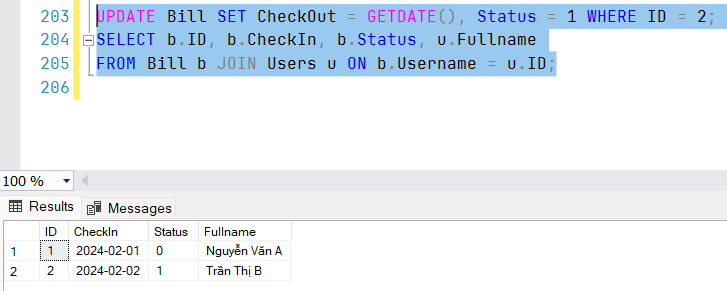 203 UPDATE Bill SET CheckOut = GETDATE(), Status = 1 WHERE ID = 2;
204 SELECT b.ID, b.CheckIn, b.Status, u.Fullname
205 FROM Bill b JOIN Users u ON b.Username = u.ID;
206
100 %
Results Messages
ID CheckIn Status Fullname
1 1 2024-02-01 0 Nguyễn Văn A
2 2 2024-02-02 1 Trần Thị B